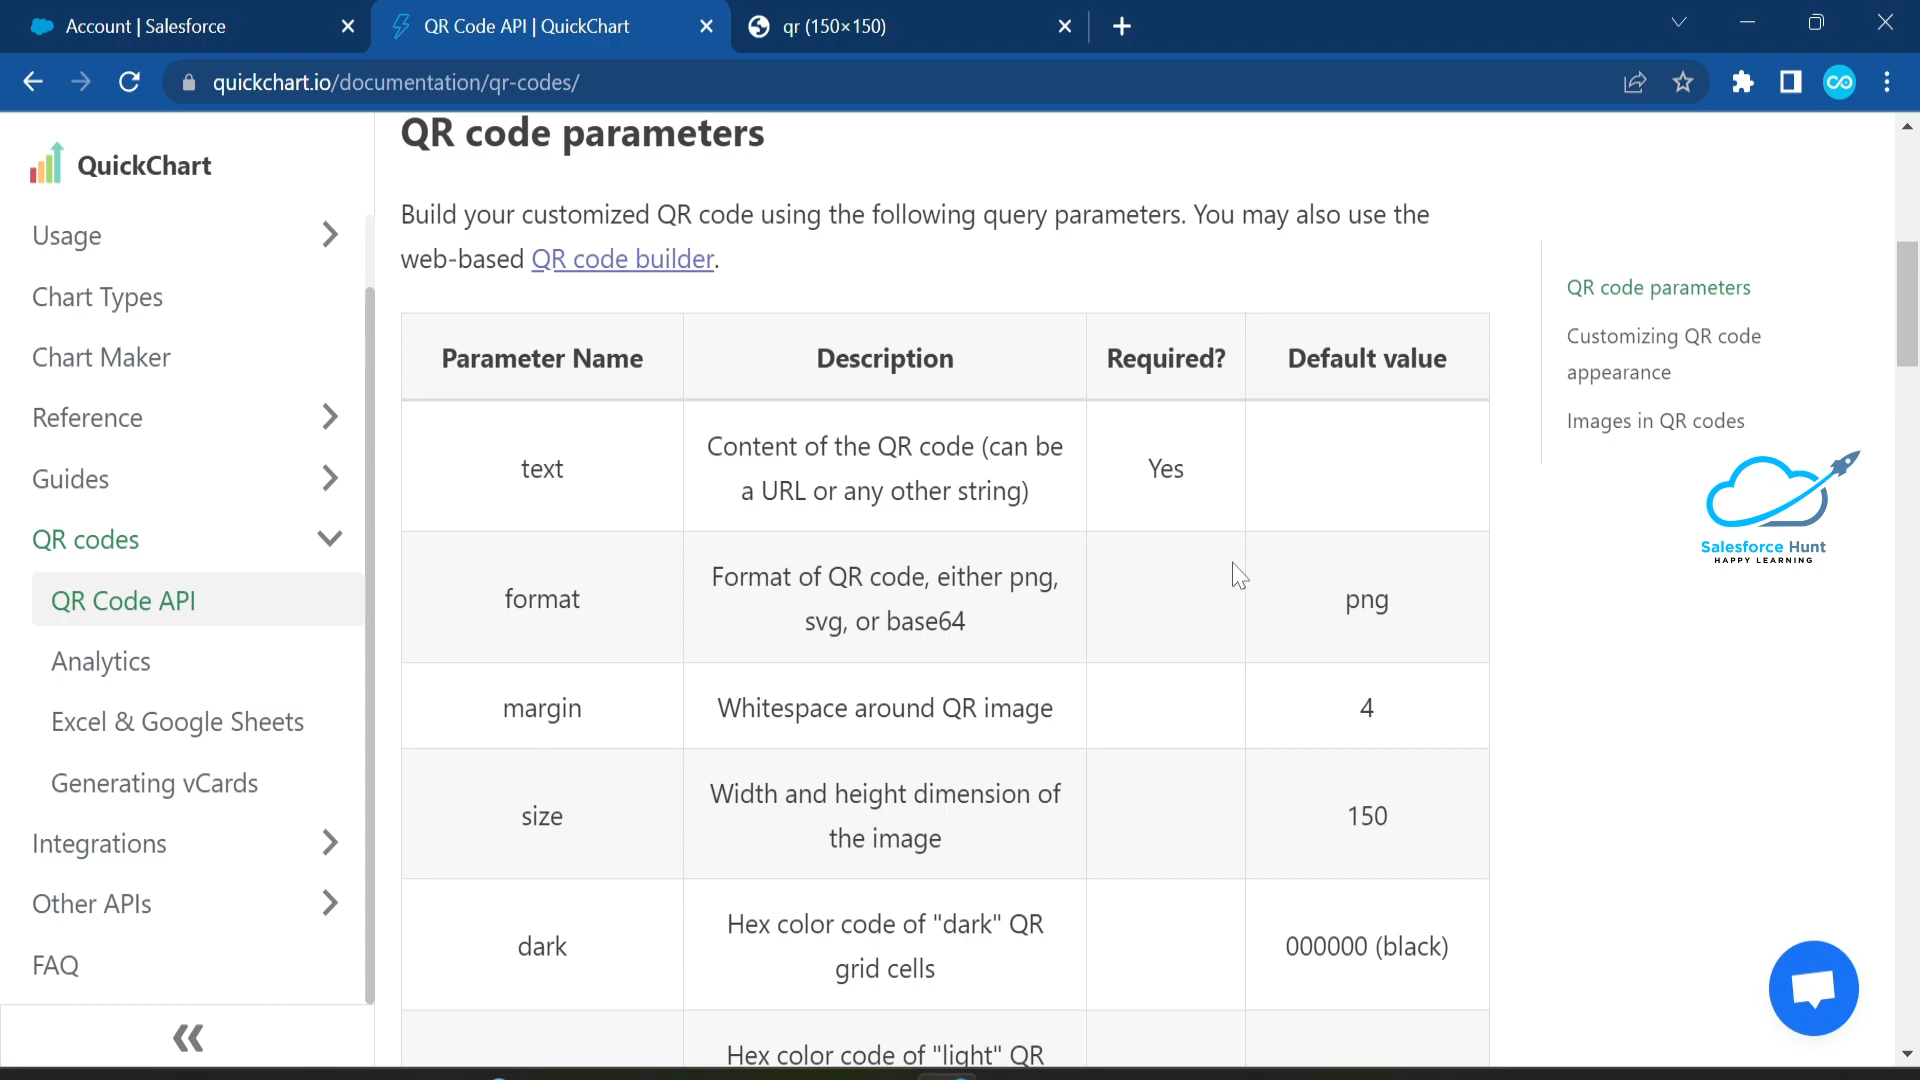 Account | Salesforce
QR Code API | QuickChart
qr (150×150)
quickchart.io/documentation/qr-codes/
QuickChart
Usage
Chart Types
Chart Maker
Reference
Guides
QR codes
QR Code API
Analytics
Excel & Google Sheets
Generating vCards
Integrations
Other APIs
FAQ
QR code parameters
Build your customized QR code using the following query parameters. You may also use the
web-based QR code builder.
Parameter Name Description Required? Default value
text Content of the QR code (can be
a URL or any other string) Yes
format Format of QR code, either png,
svg, or base64 png
margin Whitespace around QR image 4
size Width and height dimension of
the image 150
dark Hex color code of "dark" QR
grid cells 000000 (black)
Hex color code of "light" QR
QR code parameters
Customizing QR code
appearance
Images in QR codes
Salesforce Hunt
HAPPY LEARNING